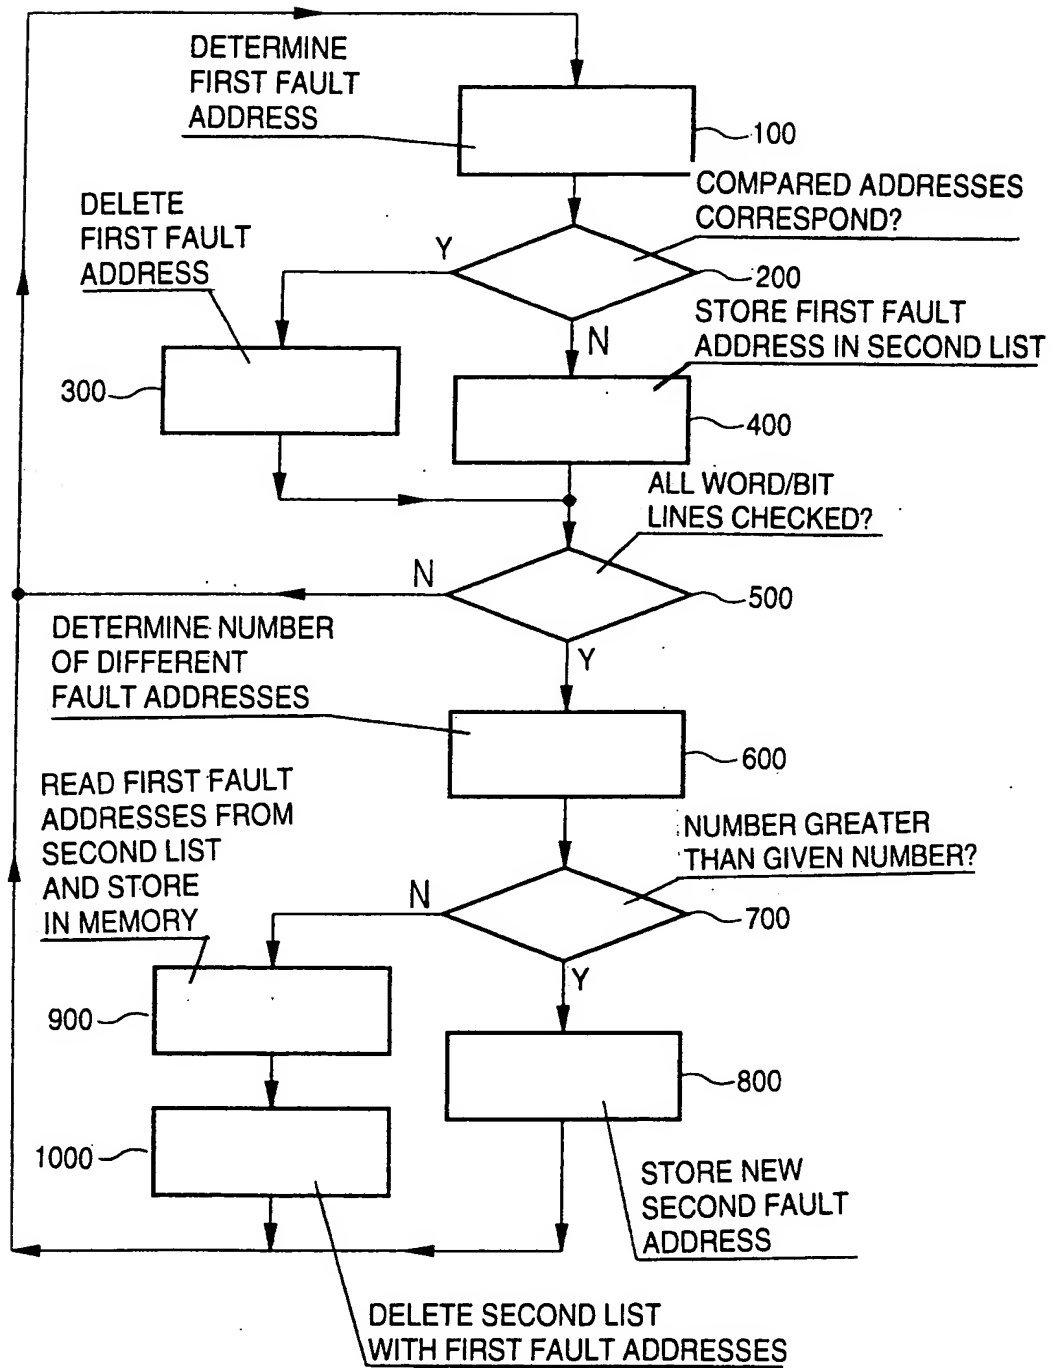 DETERMINE
FIRST FAULT
ADDRESS
100
COMPARED ADDRESSES
CORRESPOND?
DELETE
FIRST FAULT
ADDRESS
Y
200
STORE FIRST FAULT
ADDRESS IN SECOND LIST
N
300
400
ALL WORD/BIT
LINES CHECKED?
N
500
DETERMINE NUMBER
OF DIFFERENT
FAULT ADDRESSES
Y
600
READ FIRST FAULT
ADDRESSES FROM
SECOND LIST
AND STORE
IN MEMORY
NUMBER GREATER
THAN GIVEN NUMBER?
N
700
Y
900
800
1000
STORE NEW
SECOND FAULT
ADDRESS
DELETE SECOND LIST
WITH FIRST FAULT ADDRESSES